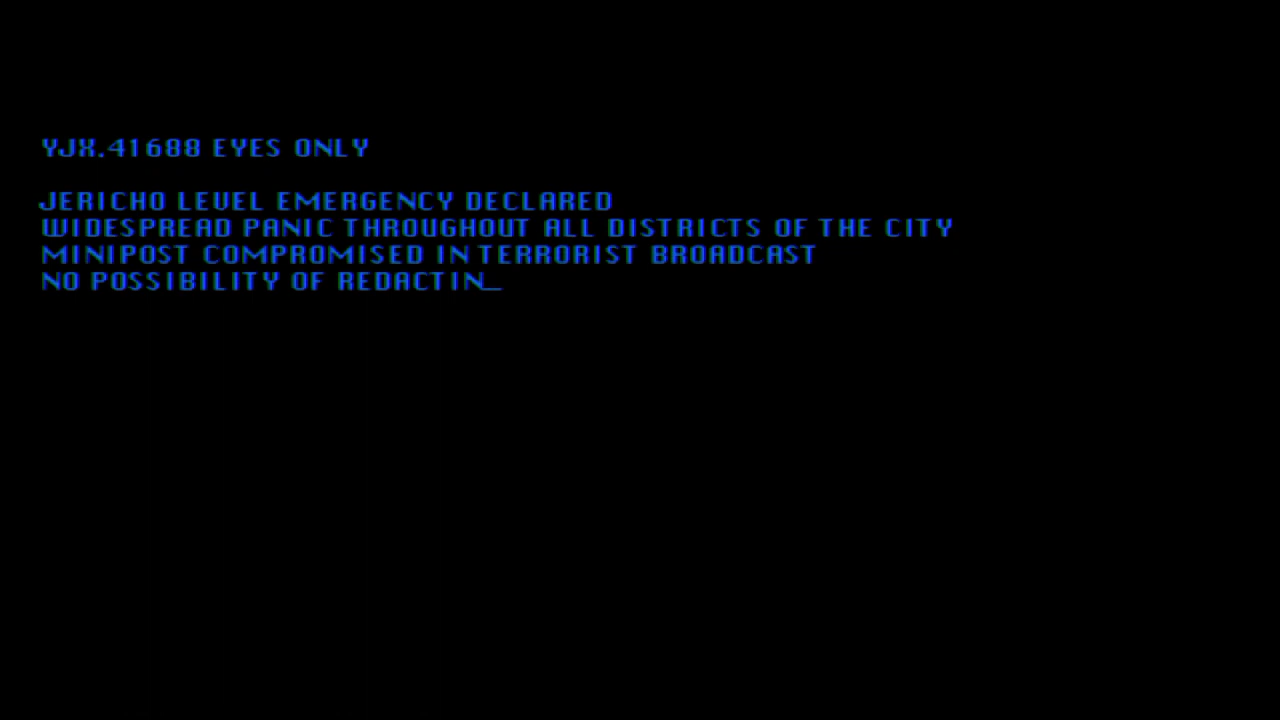 YJX.41688 EYES ONLY
JERICHO LEVEL EMERGENCY DECLARED
WIDESPREAD PANIC THROUGHOUT ALL DISTRICTS OF THE CITY
MINIPOST COMPROMISED IN TERRORIST BROADCAST
NO POSSIBILITY OF REDACTIN_